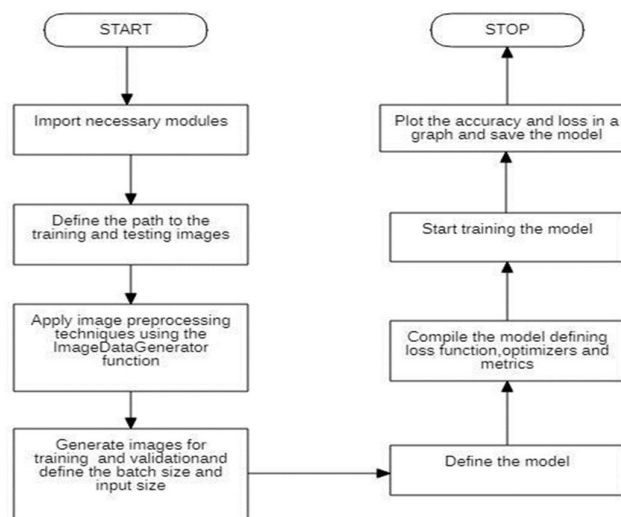 START
Import necessary modules
Define the path to the
training and testing images
Apply image preprocessing
techniques using the
ImageDataGenerator
function
Generate images for
training and validationand
define the batch size and
input size
Define the model
Compile the model defining
loss function,optimizers and
metrics
Start training the model
Plot the accuracy and loss in a
graph and save the model
STOP